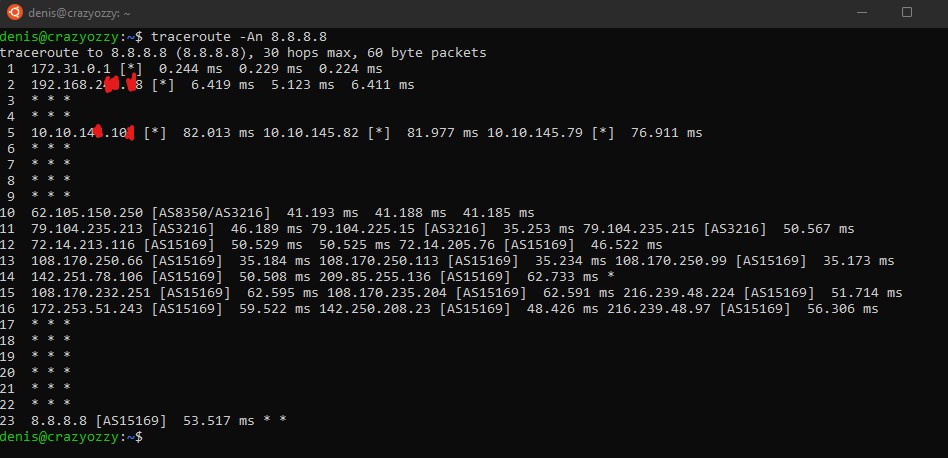 denis@crazyozzy: ~
denis@crazyozzy:~$ traceroute -An 8.8.8.8
traceroute to 8.8.8.8 (8.8.8.8), 30 hops max, 60 byte packets
1 172.31.0.1 [*] 0.244 ms 0.229 ms 0.224 ms
2 [*] 6.419 ms 5.123 ms 6.411 ms
3 * * *
4 * * *
5 [*] 82.013 ms 10.10.145.82 [*] 81.977 ms 10.10.145.79 [*] 76.911 ms
6 * * *
7 * * *
8 * * *
9 * * *
10 62.105.150.250 [AS8350/AS3216] 41.193 ms 41.188 ms 41.185 ms
11 79.104.235.213 [AS3216] 46.189 ms 79.104.225.15 [AS3216] 35.253 ms 79.104.235.215 [AS3216] 50.567 ms
12 72.14.213.116 [AS15169] 50.529 ms 50.525 ms 72.14.205.76 [AS15169] 46.522 ms
13 108.170.250.66 [AS15169] 35.184 ms 108.170.250.113 [AS15169] 35.234 ms 108.170.250.99 [AS15169] 35.173 ms
14 142.251.78.106 [AS15169] 50.508 ms 209.85.255.136 [AS15169] 62.733 ms *
15 108.170.232.251 [AS15169] 62.595 ms 108.170.235.204 [AS15169] 62.591 ms 216.239.48.224 [AS15169] 51.714 ms
16 172.253.51.243 [AS15169] 59.522 ms 142.250.208.23 [AS15169] 48.426 ms 216.239.48.97 [AS15169] 56.306 ms
17 * * *
18 * * *
19 * * *
20 * * *
21 * * *
22 * * *
23 8.8.8.8 [AS15169] 53.517 ms * *
denis@crazyozzy:~$